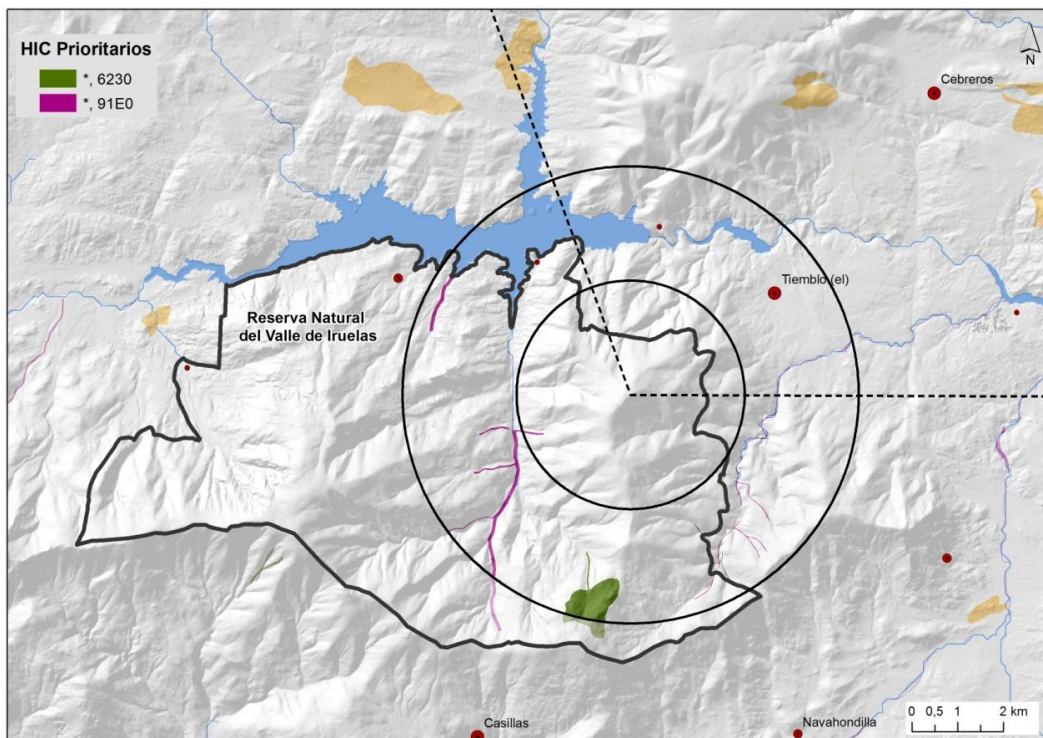 HIC Prioritarios
*, 6230
*, 91E0
N
Cebreros
Tiemblo (el)
Reserva Natural
del Valle de Iruelas
Casillas
Navahondilla
0 0,5 1 2 km